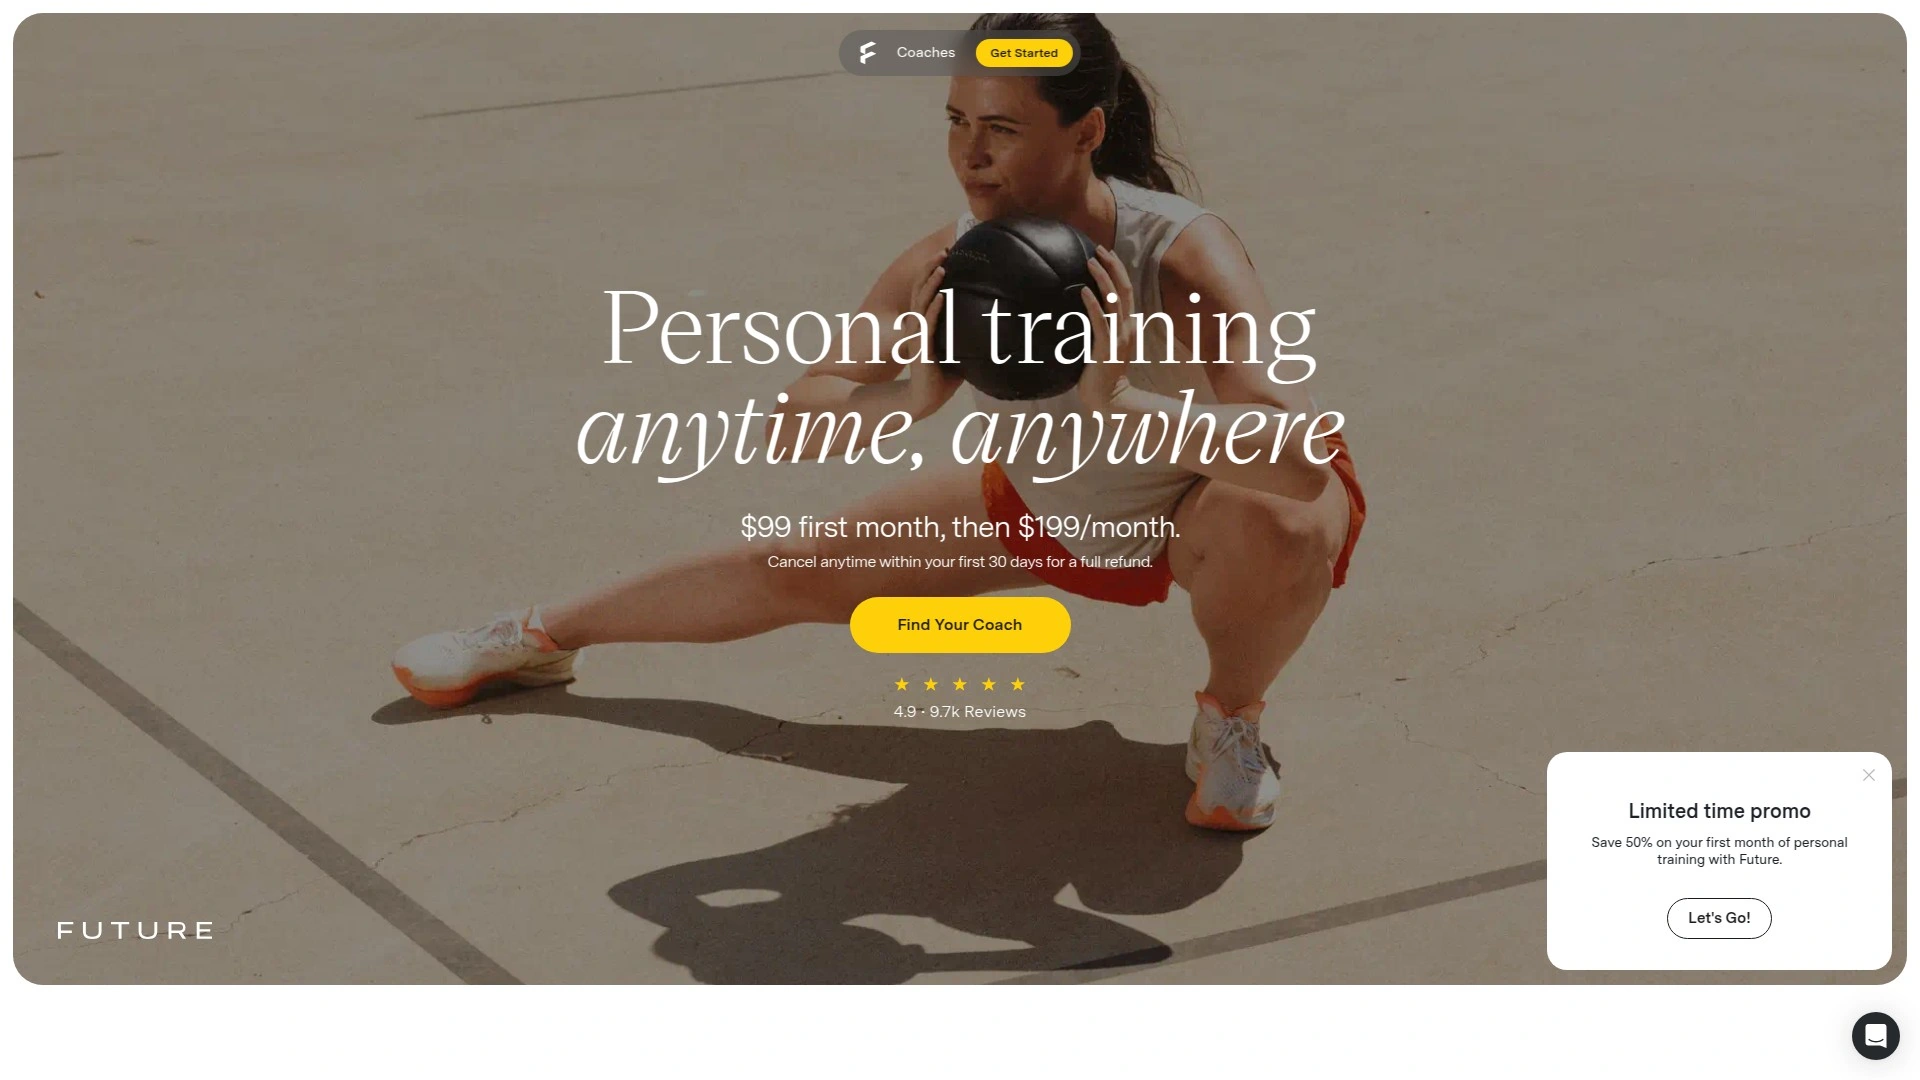 Coaches
Get Started
Personal training
anytime, anywhere
$99 first month, then $199/month.
Cancel anytime within your first 30 days for a full refund.
Find Your Coach
4.9 • 9.7k Reviews
FUTURE
Limited time promo
Save 50% on your first month of personal
training with Future.
Let's Go!